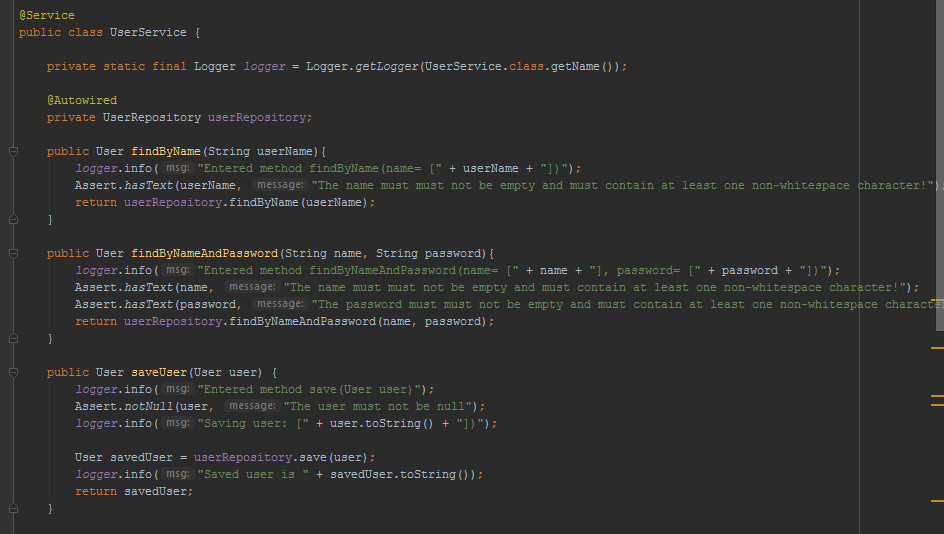 @Service
public class UserService {
private static final Logger logger = Logger.getLogger(UserService.class.getName());
@Autowired
private UserRepository userRepository;
public User findByName(String userName){
logger.info( msg: "Entered method findByName(name= [" + userName + "])");
Assert.hasText(userName, message: "The name must must not be empty and must contain at least one non-whitespace character!");
return userRepository.findByName(userName);
}
public User findByNameAndPassword(String name, String password){
logger.info( msg: "Entered method findByNameAndPassword(name= [" + name + "], password= [" + password + "])");
Assert.hasText(name, message: "The name must must not be empty and must contain at least one non-whitespace character!");
Assert.hasText(password, message: "The password must must not be empty and must contain at least one non-whitespace character
return userRepository.findByNameAndPassword(name, password);
}
public User saveUser(User user) {
logger.info( msg: "Entered method save(User user)");
Assert.notNull(user, message: "The user must not be null");
logger.info( msg: "Saving user: [" + user.toString() + "])");
User savedUser = userRepository.save(user);
logger.info( msg: "Saved user is " + savedUser.toString());
return savedUser;
}